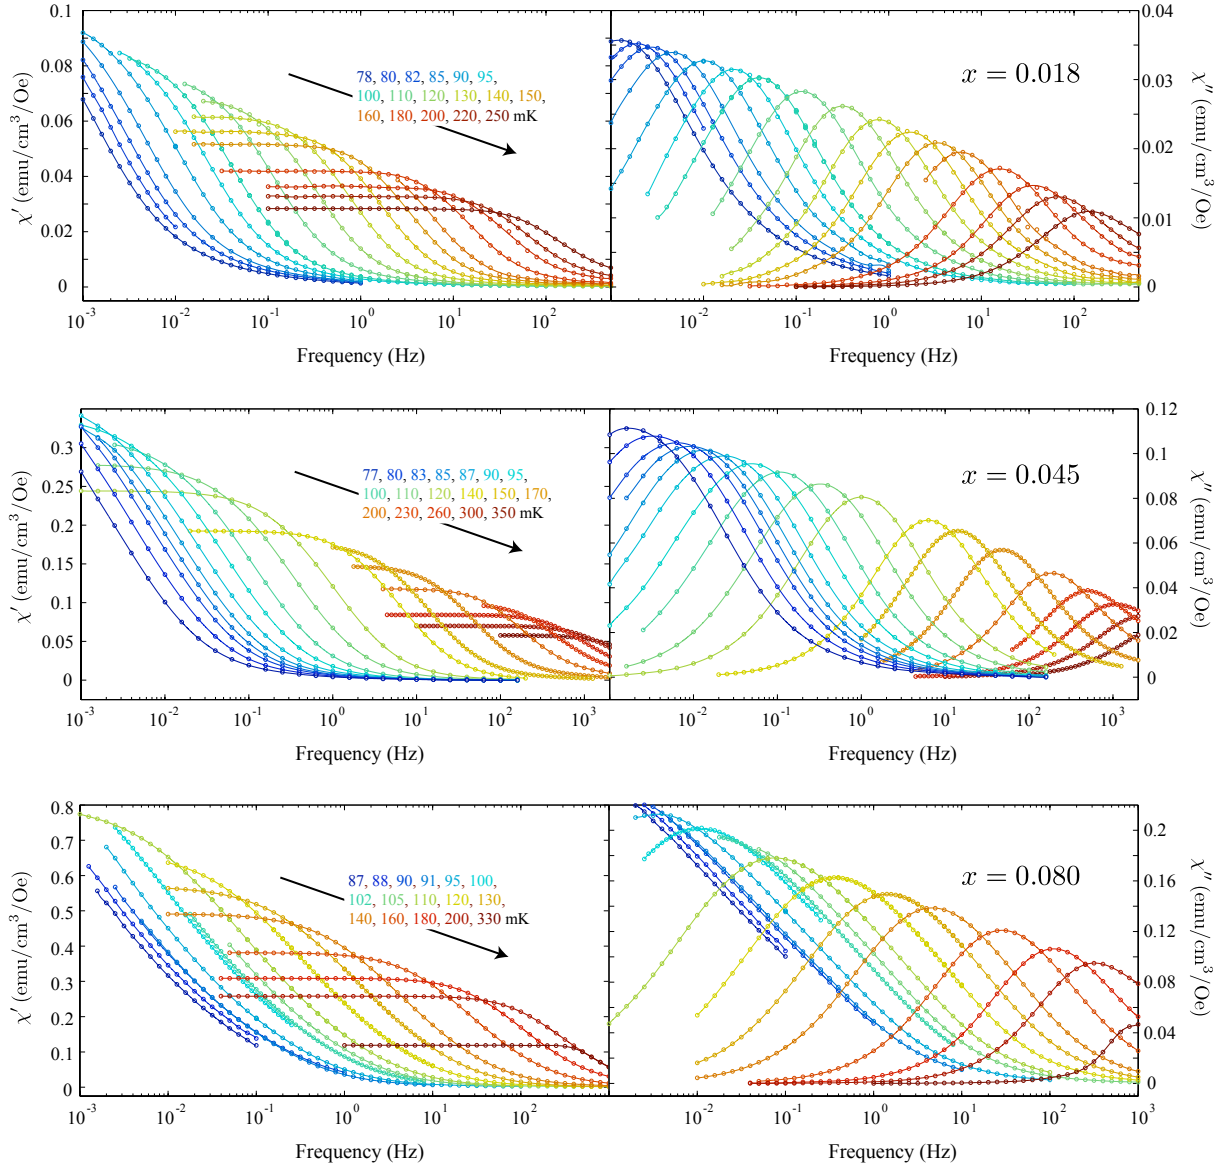 0.1
0.08
0.06
0.04
0.02
0
χ′ (emu/cm³/Oe)
78, 80, 82, 85, 90, 95,
100, 110, 120, 130, 140, 150,
160, 180, 200, 220, 250 mK
10⁻³ 10⁻² 10⁻¹ 10⁰ 10¹ 10²
Frequency (Hz)
x = 0.018
0.04
0.03
0.02
0.01
0
χ″ (emu/cm³/Oe)
10⁻² 10⁻¹ 10⁰ 10¹ 10²
Frequency (Hz)
0.3
0.25
0.2
0.15
0.1
0.05
0
χ′ (emu/cm³/Oe)
77, 80, 83, 85, 87, 90, 95,
100, 110, 120, 140, 150, 170,
200, 230, 260, 300, 350 mK
10⁻³ 10⁻² 10⁻¹ 10⁰ 10¹ 10² 10³
Frequency (Hz)
x = 0.045
0.12
0.1
0.08
0.06
0.04
0.02
0
χ″ (emu/cm³/Oe)
10⁻² 10⁻¹ 10⁰ 10¹ 10² 10³
Frequency (Hz)
0.8
0.7
0.6
0.5
0.4
0.3
0.2
0.1
0
χ′ (emu/cm³/Oe)
87, 88, 90, 91, 95, 100,
102, 105, 110, 120, 130,
140, 160, 180, 200, 330 mK
10⁻³ 10⁻² 10⁻¹ 10⁰ 10¹ 10²
Frequency (Hz)
x = 0.080
0.2
0.16
0.12
0.08
0.04
0
χ″ (emu/cm³/Oe)
10⁻² 10⁻¹ 10⁰ 10¹ 10² 10³
Frequency (Hz)